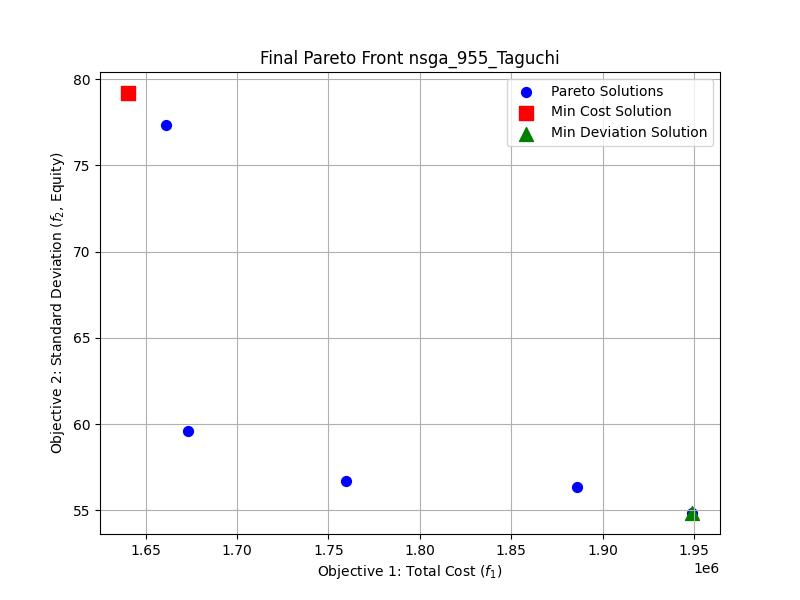 Final Pareto Front nsga_955_Taguchi
Pareto Solutions
Min Cost Solution
Min Deviation Solution
Objective 2: Standard Deviation (f₂, Equity)
80
75
70
65
60
55
1.65 1.70 1.75 1.80 1.85 1.90 1.95
1e6
Objective 1: Total Cost (f₁)